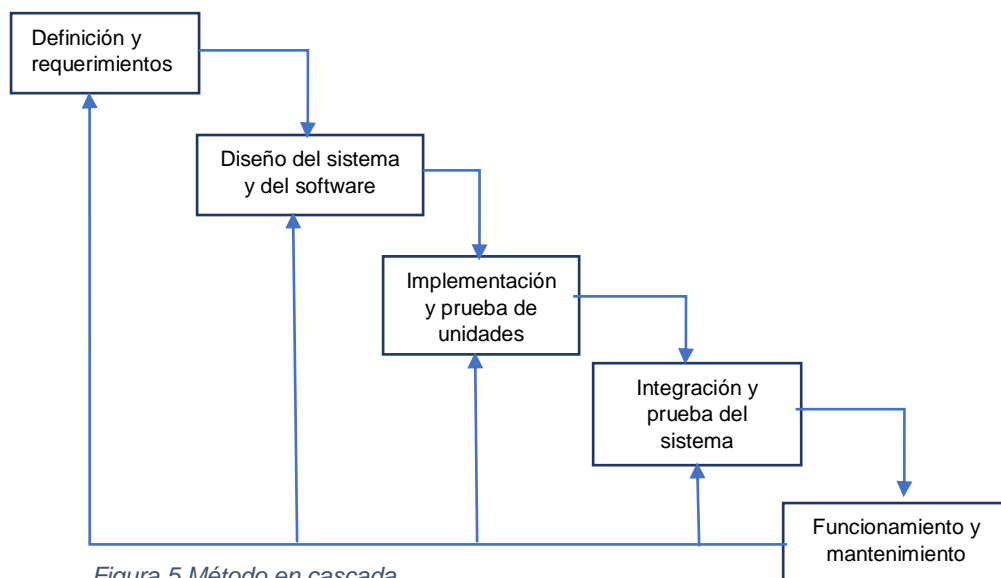 Definición y
requerimientos
Diseño del sistema
y del software
Implementación
y prueba de
unidades
Integración y
prueba del
sistema
Funcionamiento y
mantenimiento
Figura 5 Método en cascada